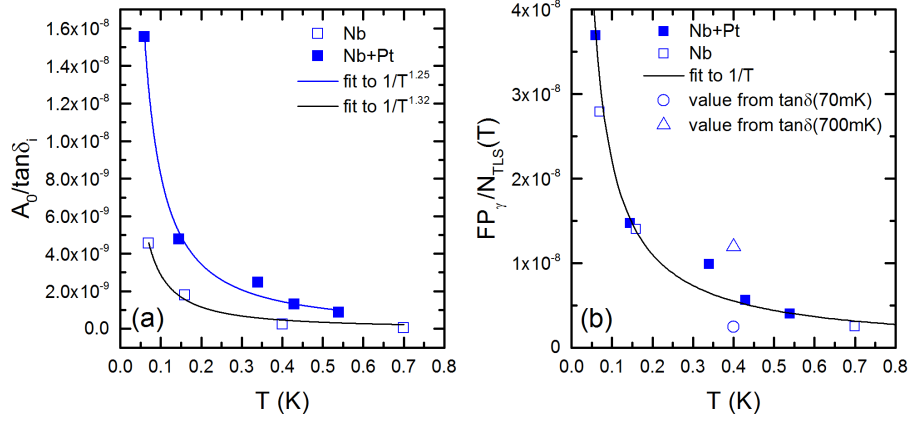 1.6x10⁻⁸
1.4x10⁻⁸
1.2x10⁻⁸
1.0x10⁻⁸
8.0x10⁻⁹
6.0x10⁻⁹
4.0x10⁻⁹
2.0x10⁻⁹
0.0
A₀/tanδᵢ
Nb
Nb+Pt
fit to 1/T¹·²⁵
fit to 1/T¹·³²
(a)
0.0 0.1 0.2 0.3 0.4 0.5 0.6 0.7 0.8
T (K)
4x10⁻⁸
3x10⁻⁸
2x10⁻⁸
1x10⁻⁸
0
FPᵧ/N_TLS(T)
Nb+Pt
Nb
fit to 1/T
value from tanδ(70mK)
value from tanδ(700mK)
(b)
0.0 0.1 0.2 0.3 0.4 0.5 0.6 0.7 0.8
T (K)